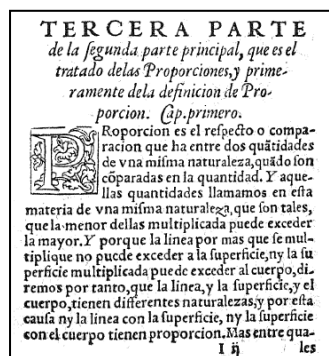 TERCERA PARTE
de la ſegunda parte principal, que es el
tratado delas Proporciones, y prime-
ramente dela definicion de Pro-
porcion. Cap. primero.
PRoporcion es el reſpecto o compa-
racion que ha entre dos quãtidades
de vna miſma naturaleza, quãdo ſon
cõparadas en la quantidad. Y aque-
llas quantidades llamamos en eſta
materia de vna miſma naturaleza, que ſon tales,
que la menor dellas multiplicada puede exceder
la mayor. Y porque la linea por mas que ſe mul-
tiplique no puede exceder a la ſuperficie, ny la ſu
perficie multiplicada puede exceder al cuerpo, di-
remos por tanto, que la linea, y la ſuperficie, y el
cuerpo, tienen differentes naturalezas, y por eſta
cauſa ny la linea con la ſuperficie, ny la ſuperficie
con el cuerpo tienen proporcion. Mas entre qua-
I ij les